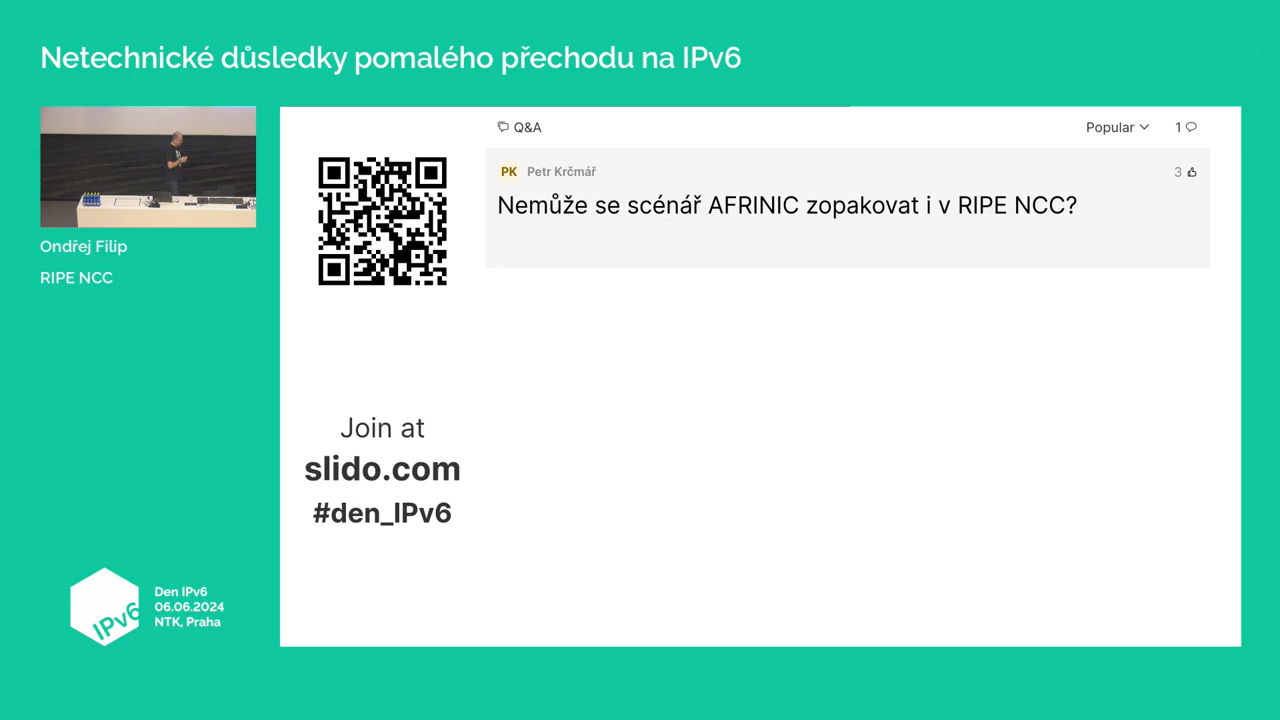 Netechnické důsledky pomalého přechodu na IPv6
Ondřej Filip
RIPE NCC
Q&A
Popular
1
PK Petr Krčmář
3
Nemůže se scénář AFRINIC zopakovat i v RIPE NCC?
Join at
slido.com
#den_IPv6
IPv6
Den IPv6
06.06.2024
NTK, Praha